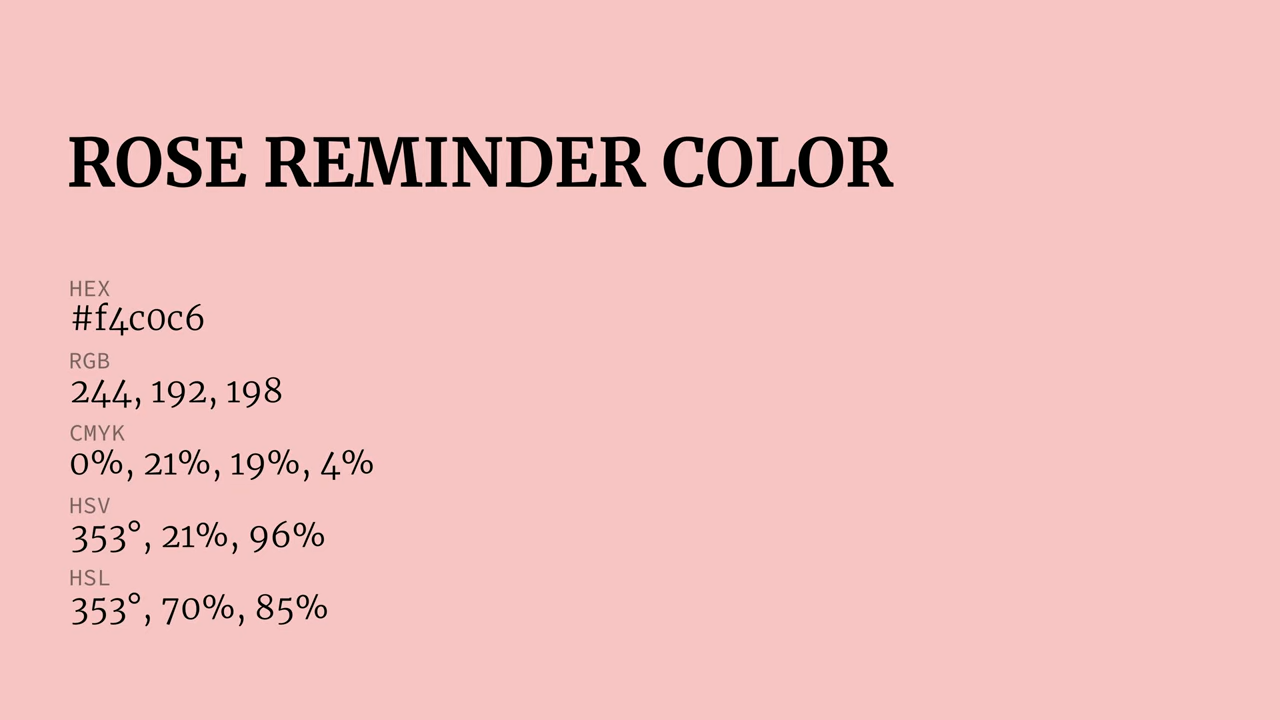 ROSE REMINDER COLOR
HEX
#f4c0c6
RGB
244, 192, 198
CMYK
0%, 21%, 19%, 4%
HSV
353°, 21%, 96%
HSL
353°, 70%, 85%